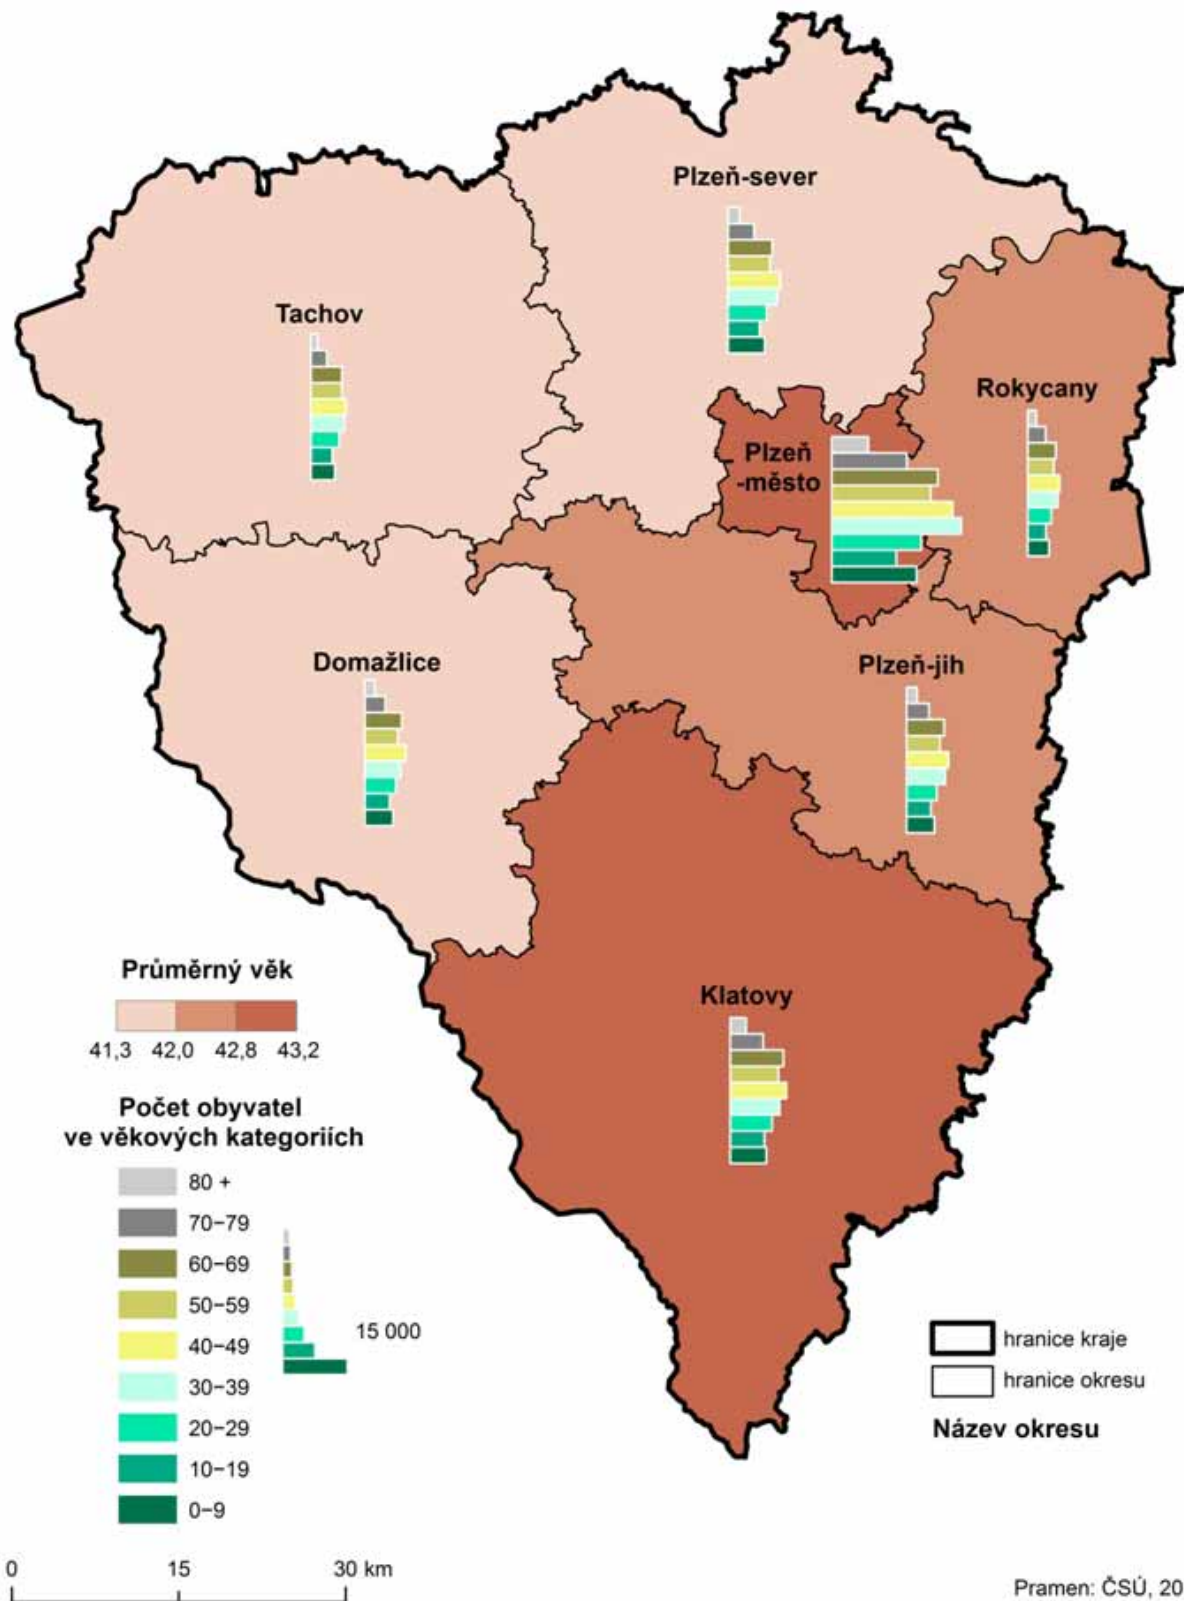 Plzeň-sever
Tachov
Rokycany
Plzeň
-město
Domažlice
Plzeň-jih
Klatovy
Průměrný věk
41,3 42,0 42,8 43,2
Počet obyvatel
ve věkových kategoriích
80 +
70–79
60–69
50–59
40–49
30–39
20–29
10–19
0–9
15 000
hranice kraje
hranice okresu
Název okresu
0 15 30 km
Pramen: ČSÚ, 20